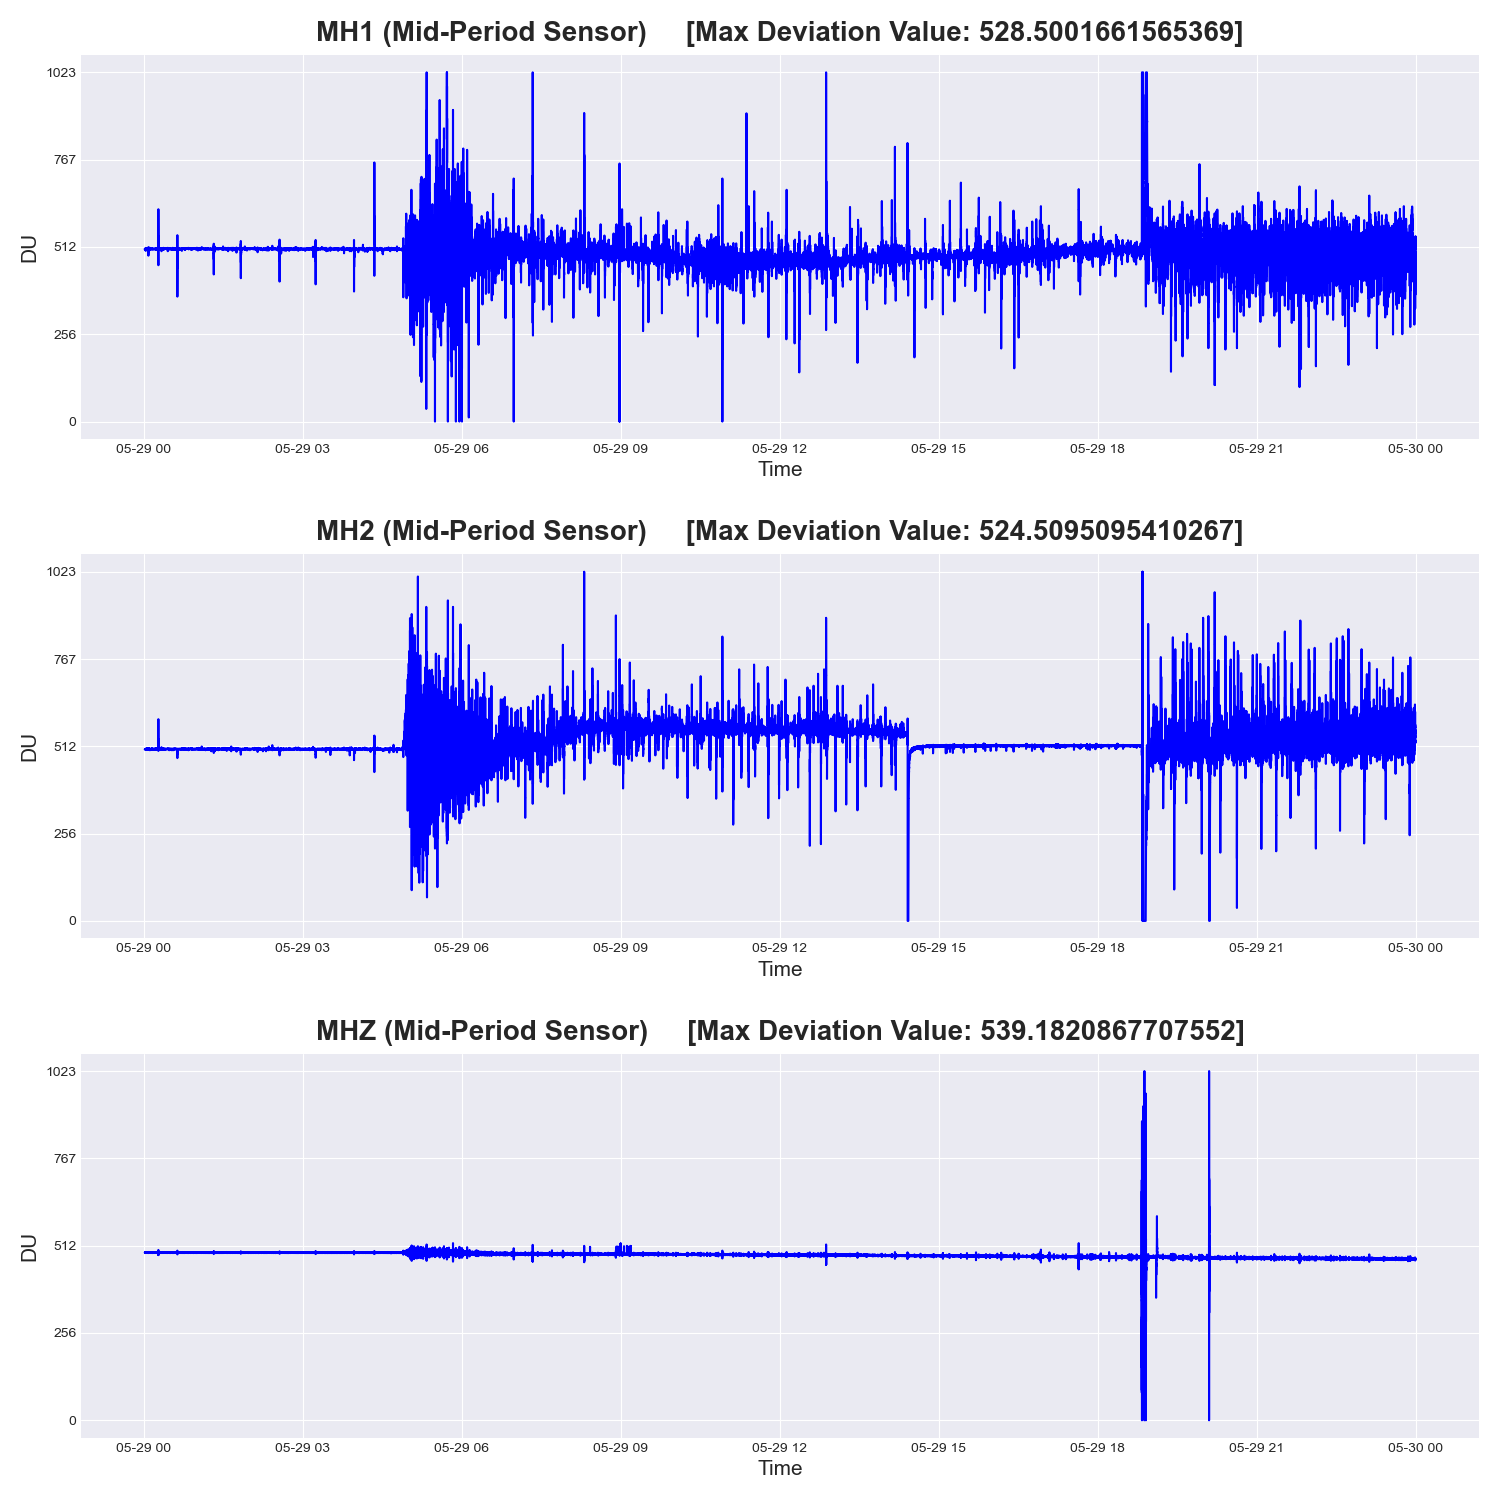 MH1 (Mid-Period Sensor) [Max Deviation Value: 528.5001661565369]
DU
1023
767
512
256
0
05-29 00 05-29 03 05-29 06 05-29 09 05-29 12 05-29 15 05-29 18 05-29 21 05-30 00
Time
MH2 (Mid-Period Sensor) [Max Deviation Value: 524.5095095410267]
DU
1023
767
512
256
0
05-29 00 05-29 03 05-29 06 05-29 09 05-29 12 05-29 15 05-29 18 05-29 21 05-30 00
Time
MHZ (Mid-Period Sensor) [Max Deviation Value: 539.1820867707552]
DU
1023
767
512
256
0
05-29 00 05-29 03 05-29 06 05-29 09 05-29 12 05-29 15 05-29 18 05-29 21 05-30 00
Time